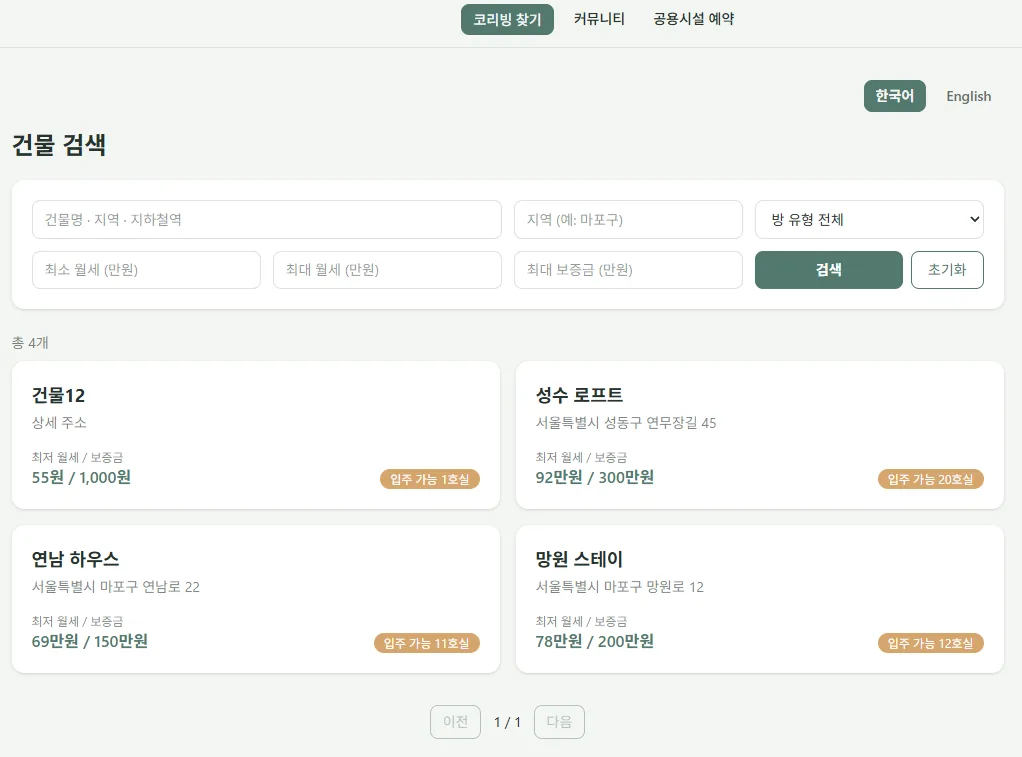 코리빙 찾기 커뮤니티 공용시설 예약
한국어 English
건물 검색
건물명 · 지역 · 지하철역 지역 (예: 마포구) 방 유형 전체
최소 월세 (만원) 최대 월세 (만원) 최대 보증금 (만원) 검색 초기화
총 4개
건물12
상세 주소
최저 월세 / 보증금
55원 / 1,000원
입주 가능 1호실
성수 로프트
서울특별시 성동구 연무장길 45
최저 월세 / 보증금
92만원 / 300만원
입주 가능 20호실
연남 하우스
서울특별시 마포구 연남로 22
최저 월세 / 보증금
69만원 / 150만원
입주 가능 11호실
망원 스테이
서울특별시 마포구 망원로 12
최저 월세 / 보증금
78만원 / 200만원
입주 가능 12호실
이전 1 / 1 다음